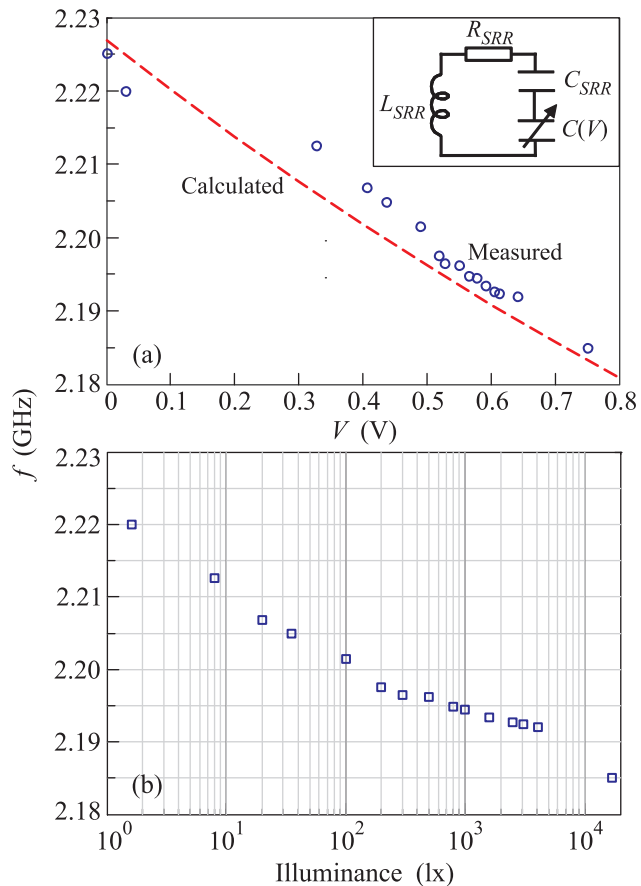 2.23
2.22
2.21
2.20
2.19
2.18
R_SRR
L_SRR
C_SRR
C(V)
Calculated
Measured
(a)
0 0.1 0.2 0.3 0.4 0.5 0.6 0.7 0.8
V (V)
f (GHz)
2.23
2.22
2.21
2.20
2.19
2.18
(b)
10^0 10^1 10^2 10^3 10^4
Illuminance (lx)